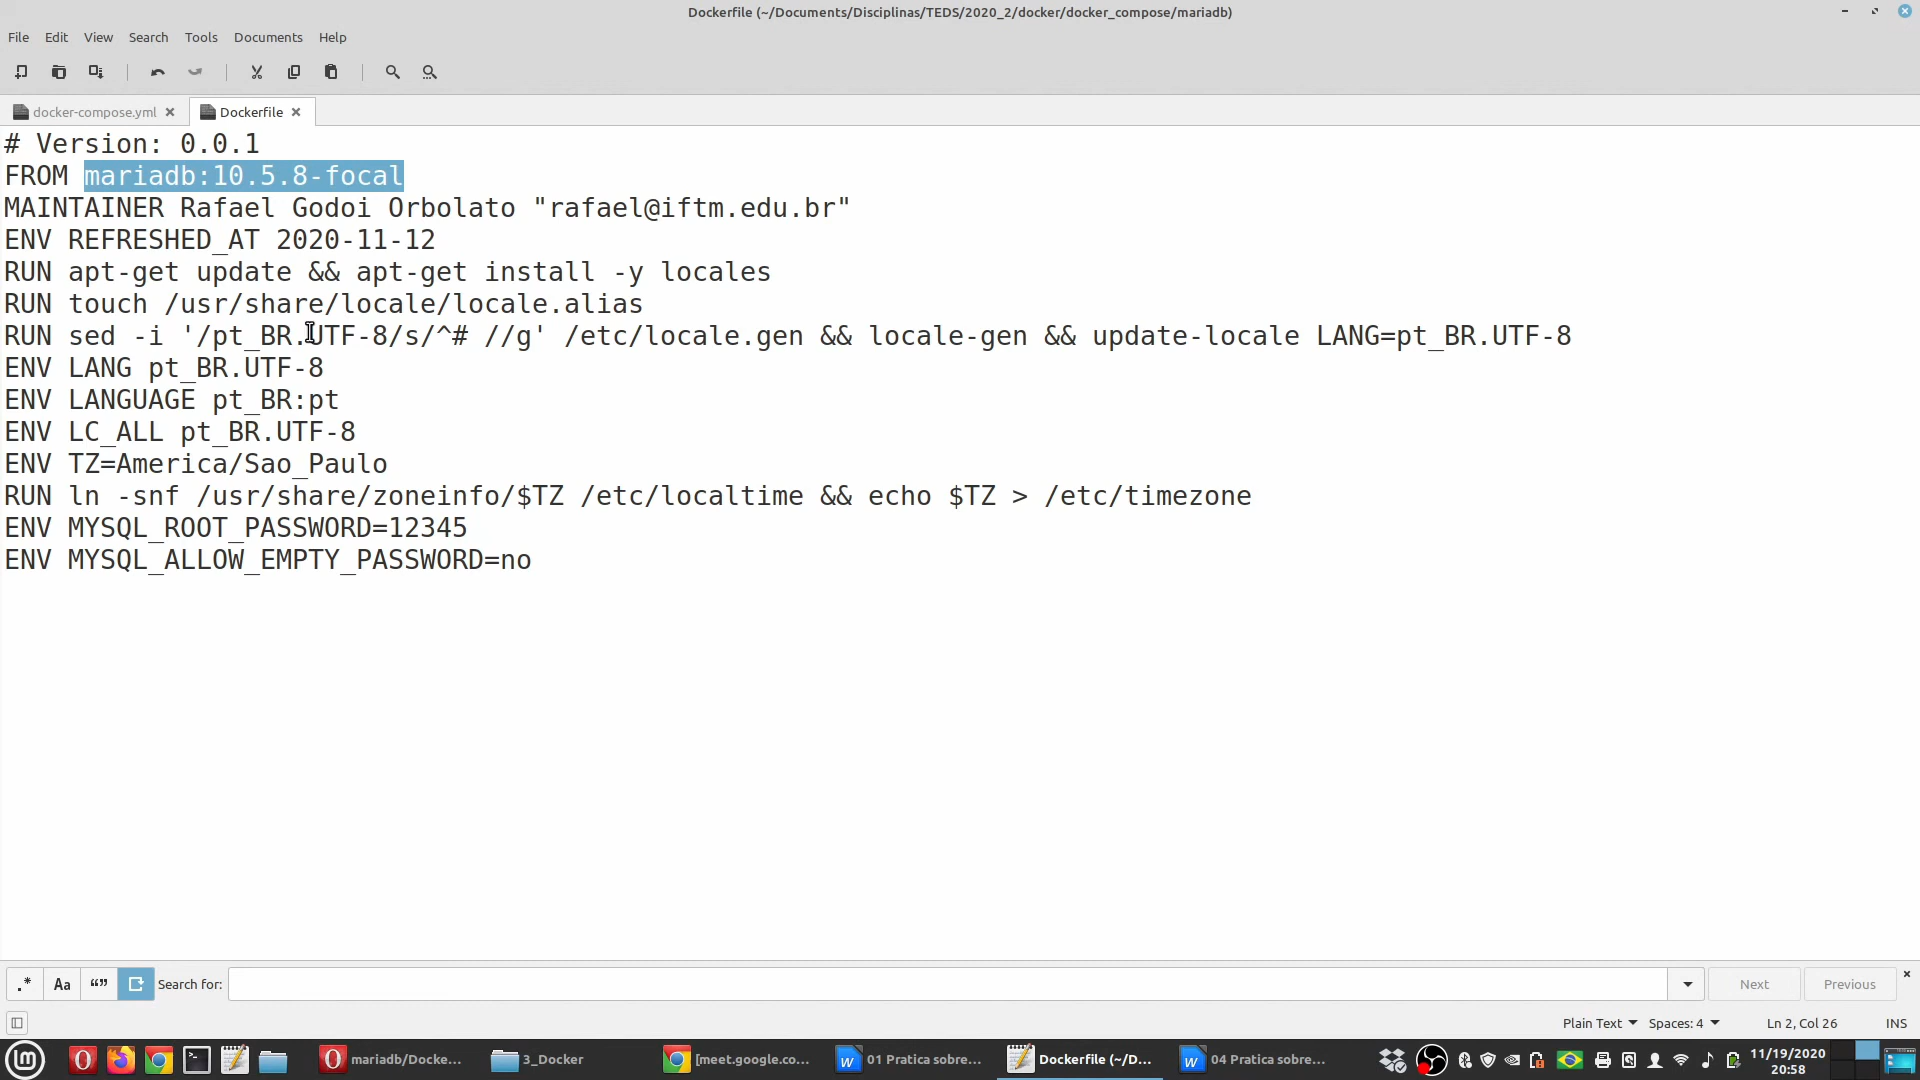 Dockerfile (~/Documents/Disciplinas/TEDS/2020_2/docker/docker_compose/mariadb)
File Edit View Search Tools Documents Help
docker-compose.yml Dockerfile
# Version: 0.0.1
FROM mariadb:10.5.8-focal
MAINTAINER Rafael Godoi Orbolato "rafael@iftm.edu.br"
ENV REFRESHED_AT 2020-11-12
RUN apt-get update && apt-get install -y locales
RUN touch /usr/share/locale/locale.alias
RUN sed -i '/pt_BR.UTF-8/s/^# //g' /etc/locale.gen && locale-gen && update-locale LANG=pt_BR.UTF-8
ENV LANG pt_BR.UTF-8
ENV LANGUAGE pt_BR:pt
ENV LC_ALL pt_BR.UTF-8
ENV TZ=America/Sao_Paulo
RUN ln -snf /usr/share/zoneinfo/$TZ /etc/localtime && echo $TZ > /etc/timezone
ENV MYSQL_ROOT_PASSWORD=12345
ENV MYSQL_ALLOW_EMPTY_PASSWORD=no
.* Aa “” Search for: Next Previous
Plain Text Spaces: 4 Ln 2, Col 26 INS
mariadb/Docke... 3_Docker [meet.google.co... 01 Pratica sobre... Dockerfile (~/D... 04 Pratica sobre... 11/19/2020
20:58